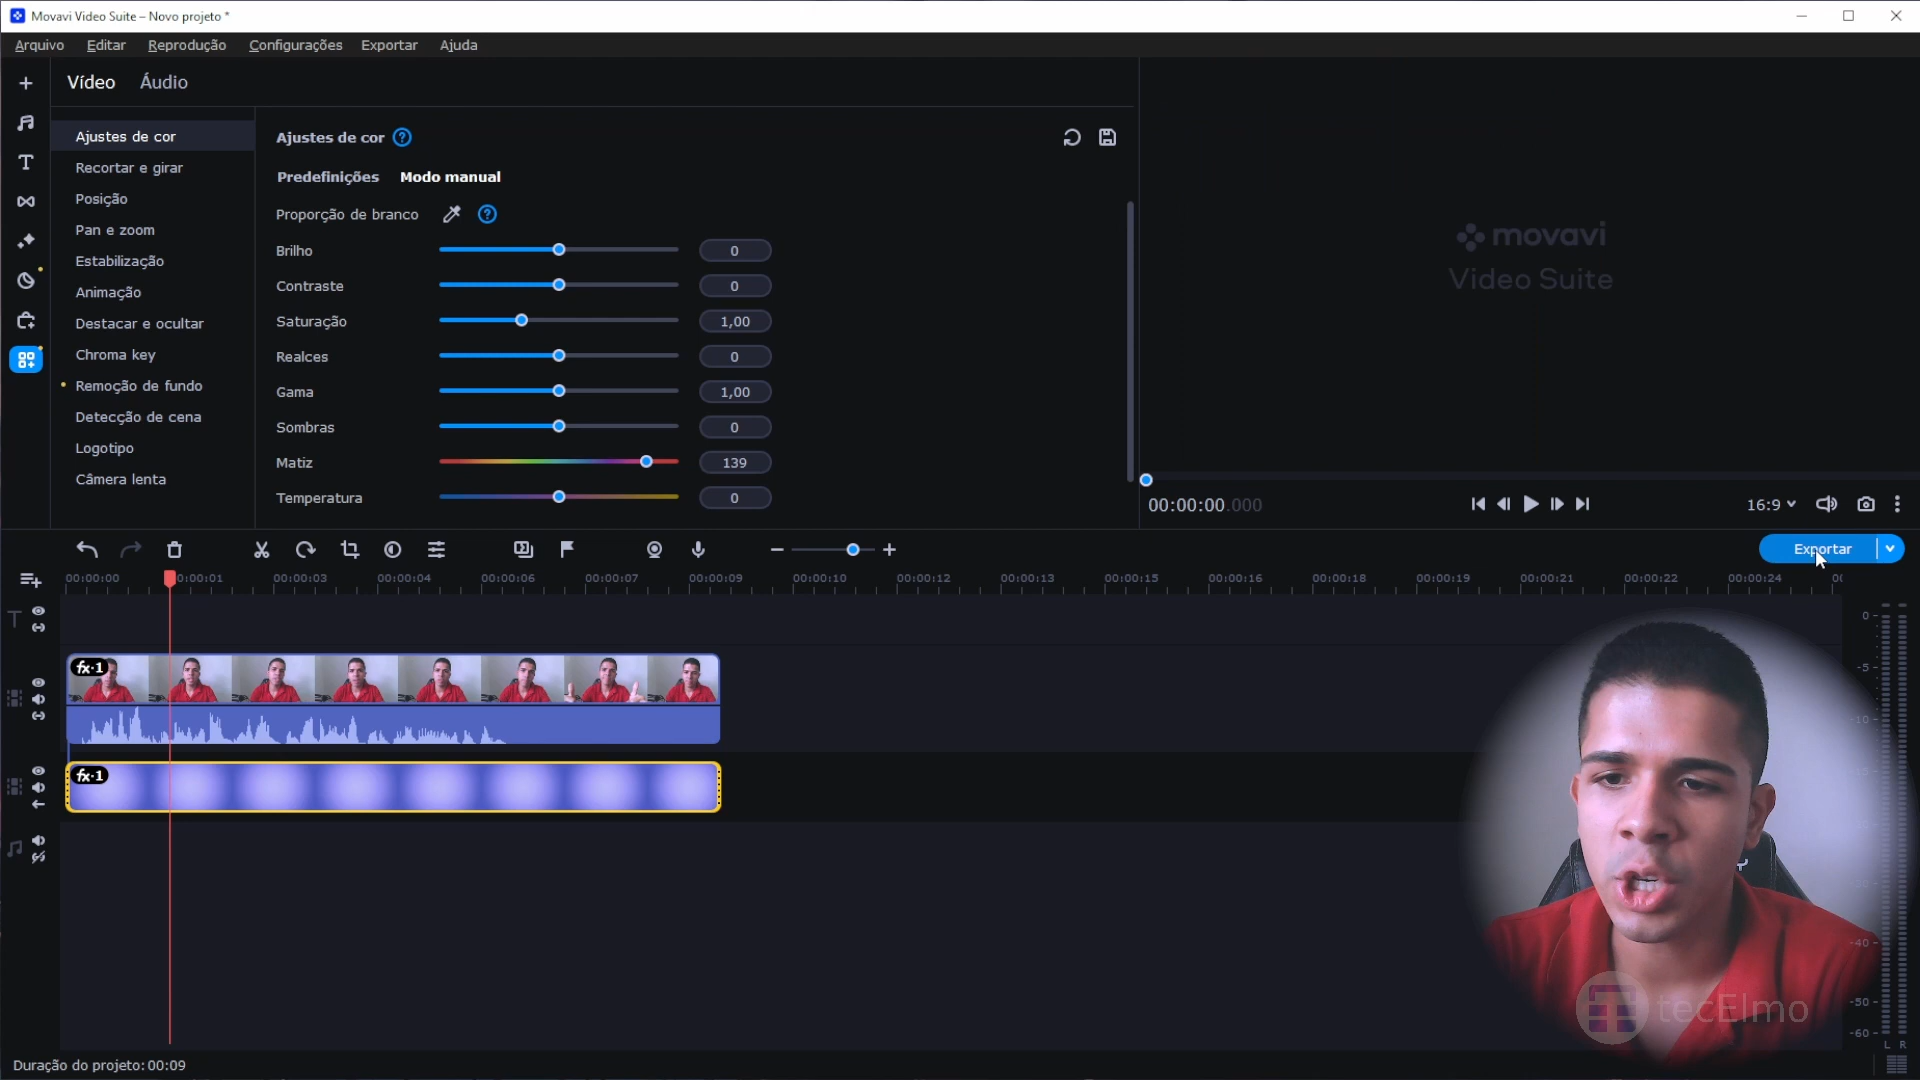 Movavi Video Suite – Novo projeto *
Arquivo Editar Reprodução Configurações Exportar Ajuda
Vídeo Áudio
Ajustes de cor
Recortar e girar
Posição
Pan e zoom
Estabilização
Animação
Destacar e ocultar
Chroma key
Remoção de fundo
Detecção de cena
Logotipo
Câmera lenta
Ajustes de cor ?
Predefinições Modo manual
Proporção de branco ?
Brilho 0
Contraste 0
Saturação 1,00
Realces 0
Gama 1,00
Sombras 0
Matiz 139
Temperatura 0
movavi
Video Suite
00:00:00.000
16:9
Exportar
00:00:00 0:00:01 00:00:03 00:00:04 00:00:06 00:00:07 00:00:09 00:00:10 00:00:12 00:00:13 00:00:15 00:00:16 00:00:18 00:00:19 00:00:21 00:00:22 00:00:24
T
fx·1
fx·1
0
-5
-10
-40
-50
-60
L R
tecElmo
Duração do projeto: 00:09